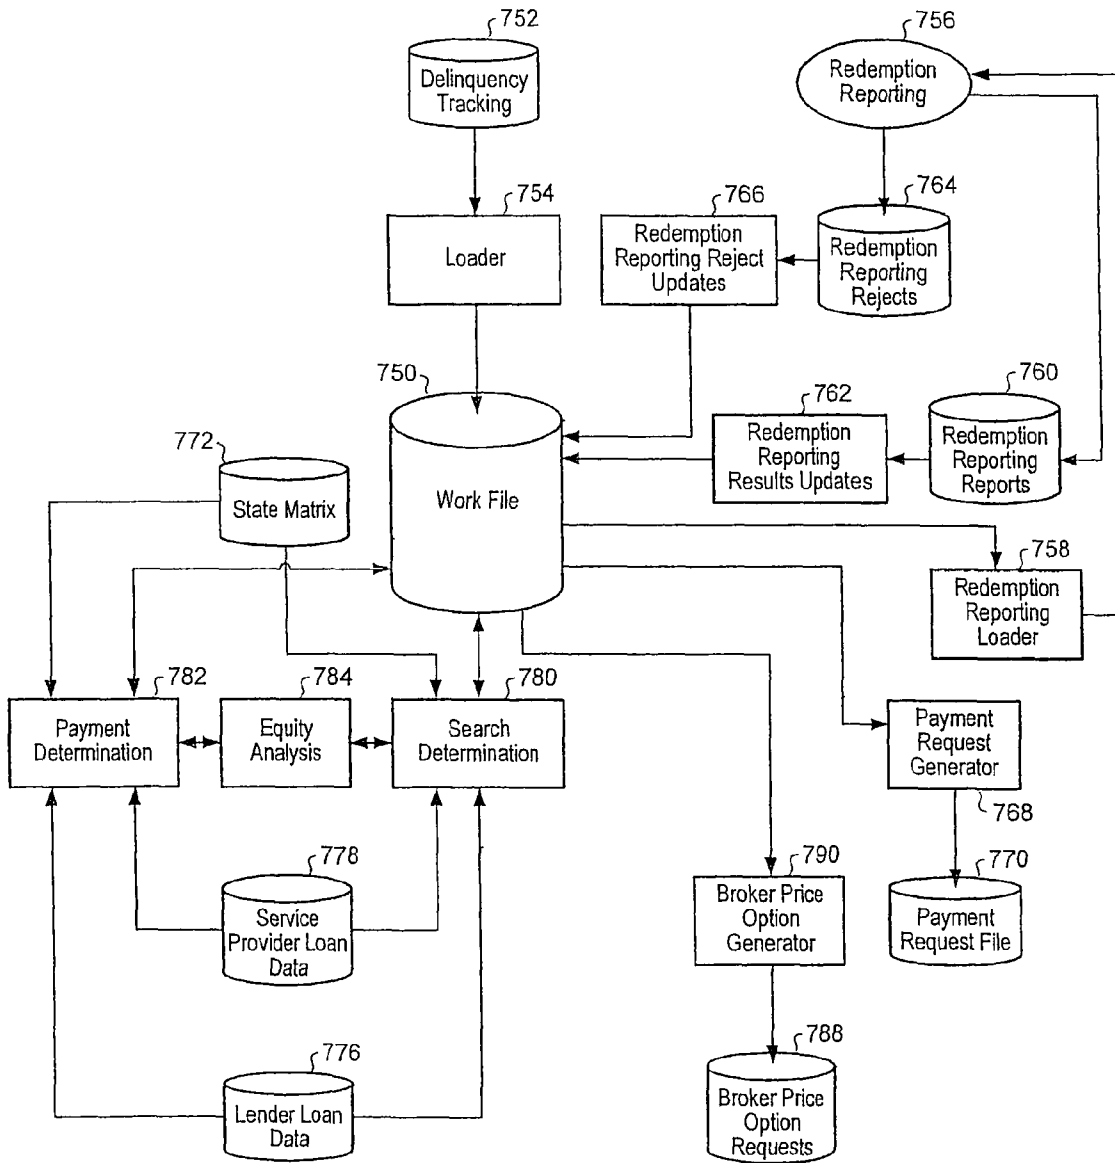 752
Delinquency
Tracking
756
Redemption
Reporting
754
Loader
766
Redemption
Reporting Reject
Updates
764
Redemption
Reporting
Rejects
750
Work File
762
Redemption
Reporting
Results Updates
760
Redemption
Reporting
Reports
772
State Matrix
758
Redemption
Reporting
Loader
782
Payment
Determination
784
Equity
Analysis
780
Search
Determination
Payment
Request
Generator
768
778
Service
Provider Loan
Data
790
Broker Price
Option
Generator
770
Payment
Request File
776
Lender Loan
Data
788
Broker Price
Option
Requests